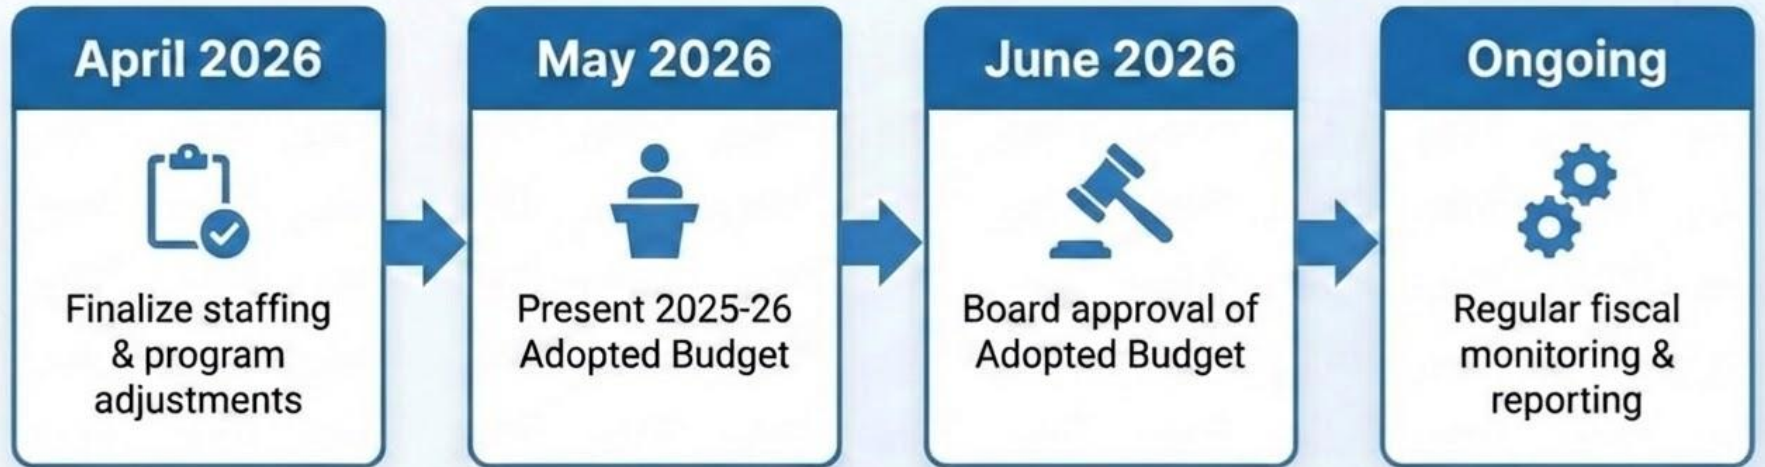 April 2026
Finalize staffing
& program
adjustments
May 2026
Present 2025-26
Adopted Budget
June 2026
Board approval of
Adopted Budget
Ongoing
Regular fiscal
monitoring &
reporting